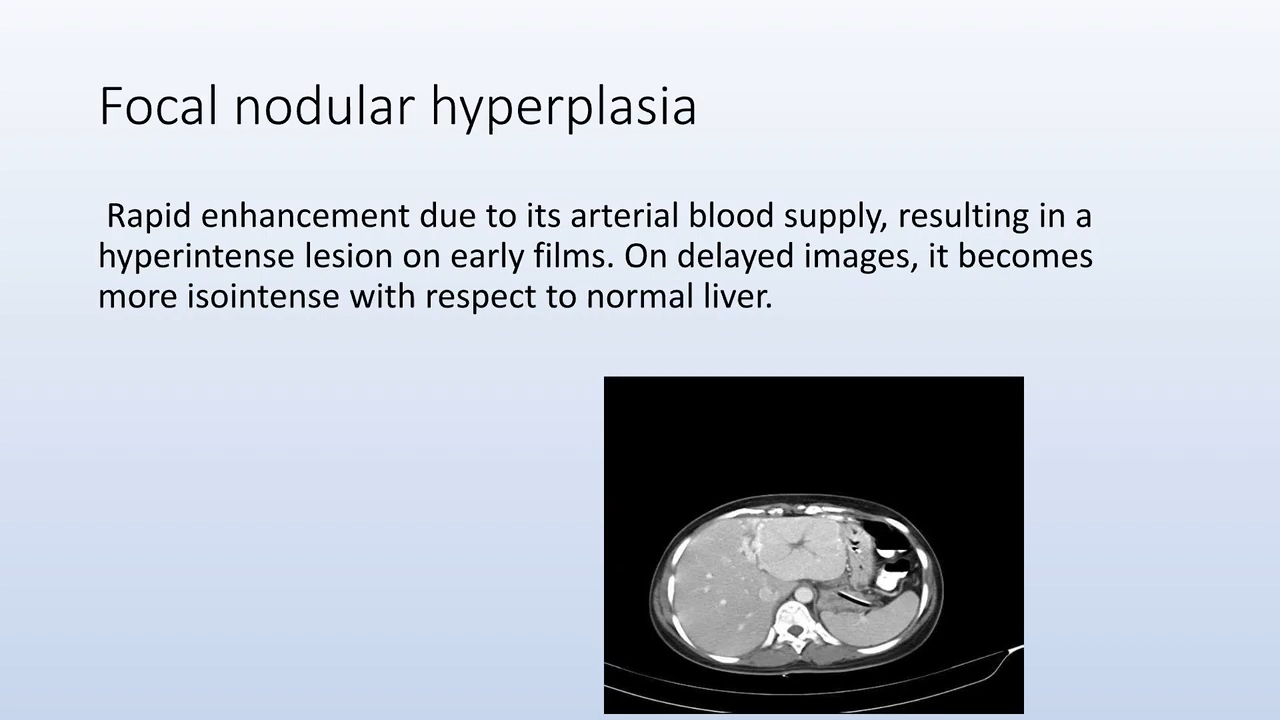 Focal nodular hyperplasia
Rapid enhancement due to its arterial blood supply, resulting in a
hyperintense lesion on early films. On delayed images, it becomes
more isointense with respect to normal liver.